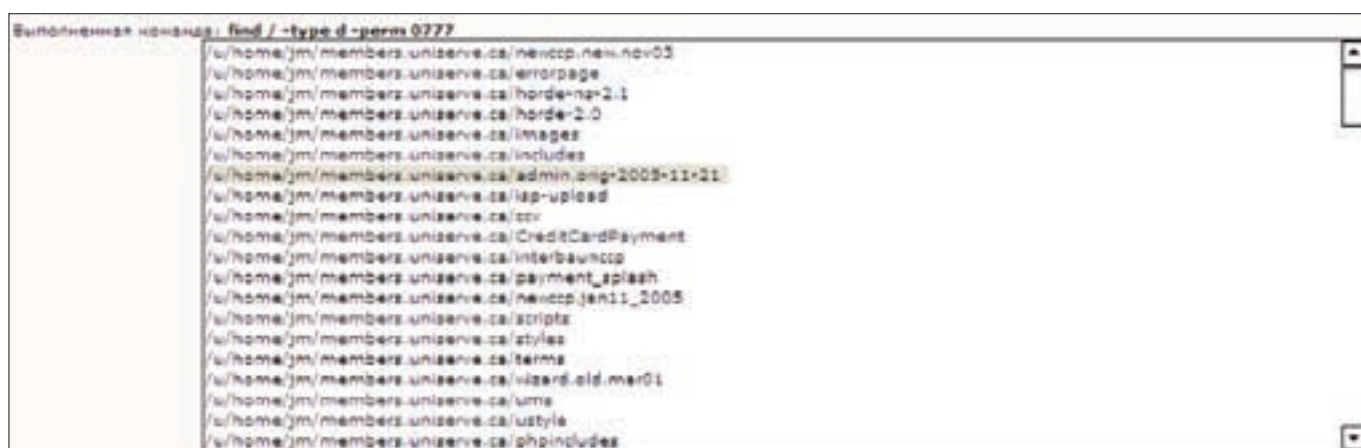 Выполненная команда: find / -type d -perm 0777
/u/home/jm/members.uniserve.ca/newccp.new.nov03
/u/home/jm/members.uniserve.ca/errorpage
/u/home/jm/members.uniserve.ca/horde-ns-2.1
/u/home/jm/members.uniserve.ca/horde-2.0
/u/home/jm/members.uniserve.ca/images
/u/home/jm/members.uniserve.ca/includes
/u/home/jm/members.uniserve.ca/admin.orig-2005-11-21
/u/home/jm/members.uniserve.ca/isp-upload
/u/home/jm/members.uniserve.ca/ccv
/u/home/jm/members.uniserve.ca/CreditCardPayment
/u/home/jm/members.uniserve.ca/interbaunccp
/u/home/jm/members.uniserve.ca/payment_splash
/u/home/jm/members.uniserve.ca/newccp.jan11_2005
/u/home/jm/members.uniserve.ca/scripts
/u/home/jm/members.uniserve.ca/styles
/u/home/jm/members.uniserve.ca/terms
/u/home/jm/members.uniserve.ca/wizard.old.mar01
/u/home/jm/members.uniserve.ca/ums
/u/home/jm/members.uniserve.ca/ustyle
/u/home/jm/members.uniserve.ca/phpincludes